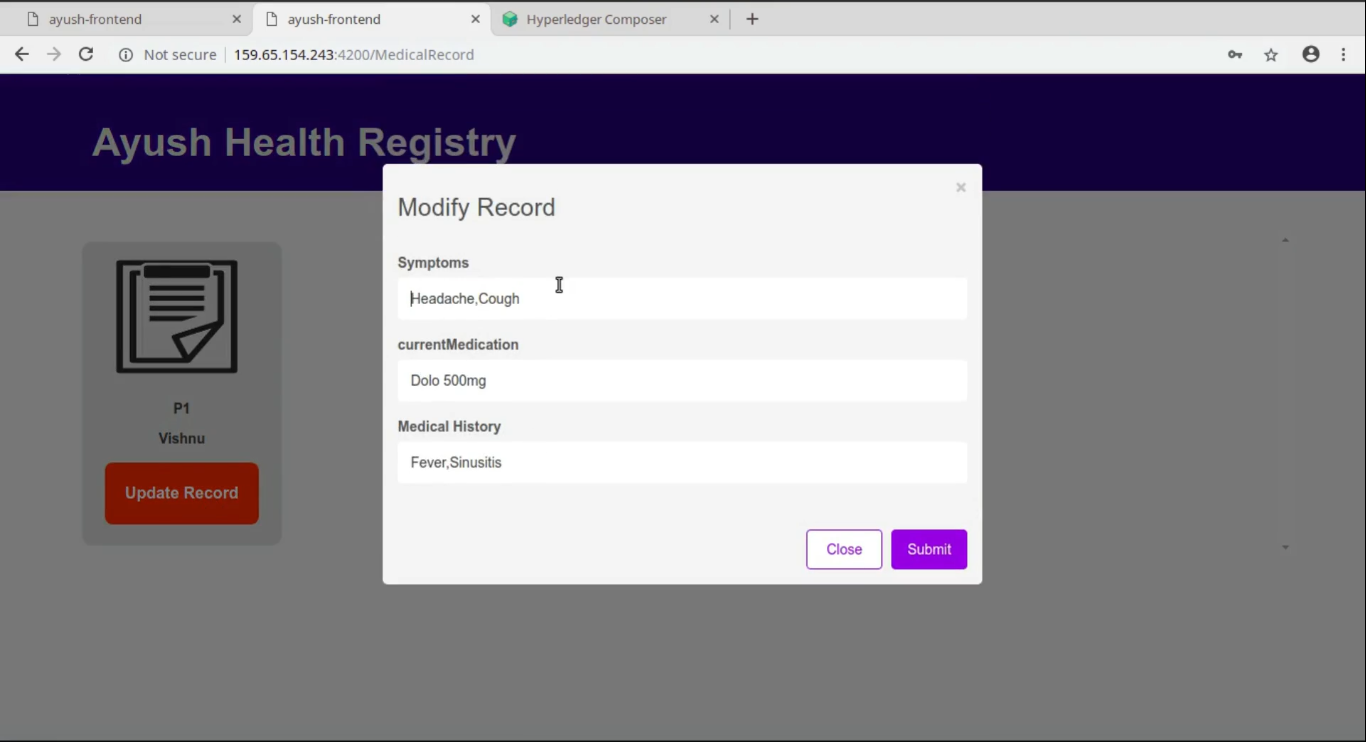 ayush-frontend
ayush-frontend
Hyperledger Composer
Not secure
159.65.154.243:4200/MedicalRecord
Ayush Health Registry
Modify Record
Symptoms
Headache,Cough
currentMedication
Dolo 500mg
Medical History
Fever,Sinusitis
Close
Submit
P1
Vishnu
Update Record